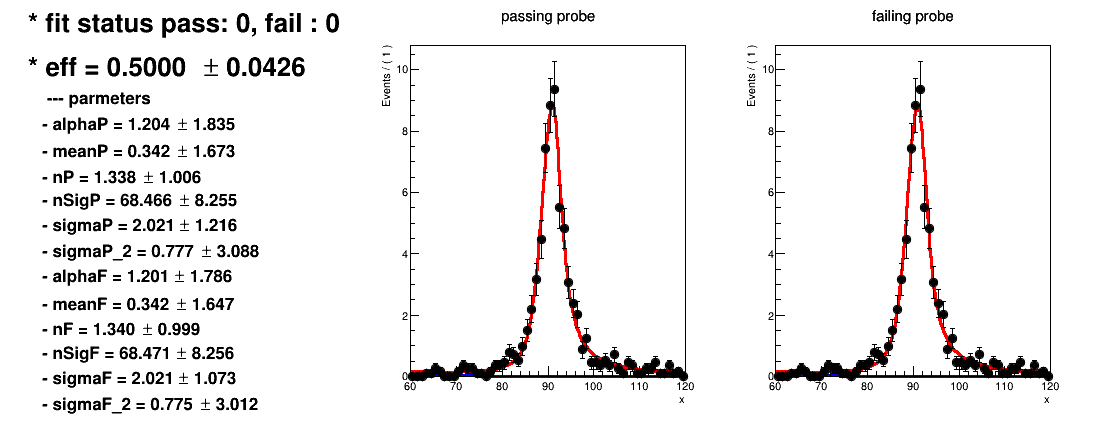 * fit status pass: 0, fail : 0
* eff = 0.5000 ± 0.0426
--- parmeters
- alphaP = 1.204 ± 1.835
- meanP = 0.342 ± 1.673
- nP = 1.338 ± 1.006
- nSigP = 68.466 ± 8.255
- sigmaP = 2.021 ± 1.216
- sigmaP_2 = 0.777 ± 3.088
- alphaF = 1.201 ± 1.786
- meanF = 0.342 ± 1.647
- nF = 1.340 ± 0.999
- nSigF = 68.471 ± 8.256
- sigmaF = 2.021 ± 1.073
- sigmaF_2 = 0.775 ± 3.012
passing probe
Events / ( 1 )
10
8
6
4
2
0
60 70 80 90 100 110 120
x
failing probe
Events / ( 1 )
10
8
6
4
2
0
60 70 80 90 100 110 120
x